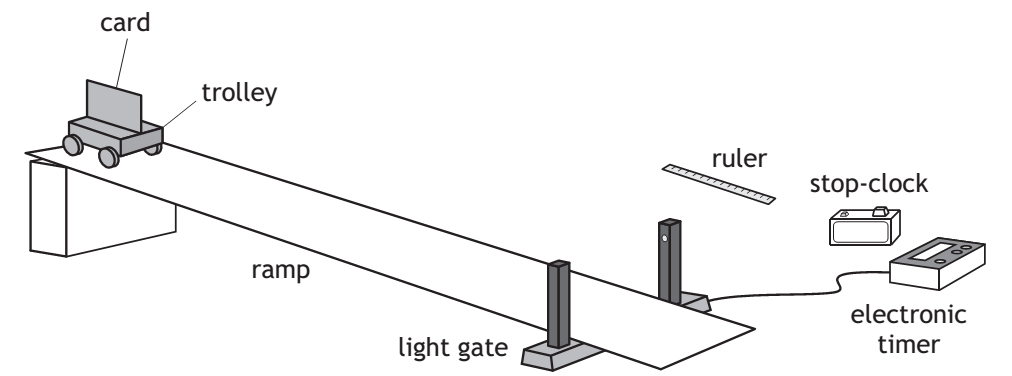 card
trolley
ruler
stop-clock
ramp
electronic
timer
light gate